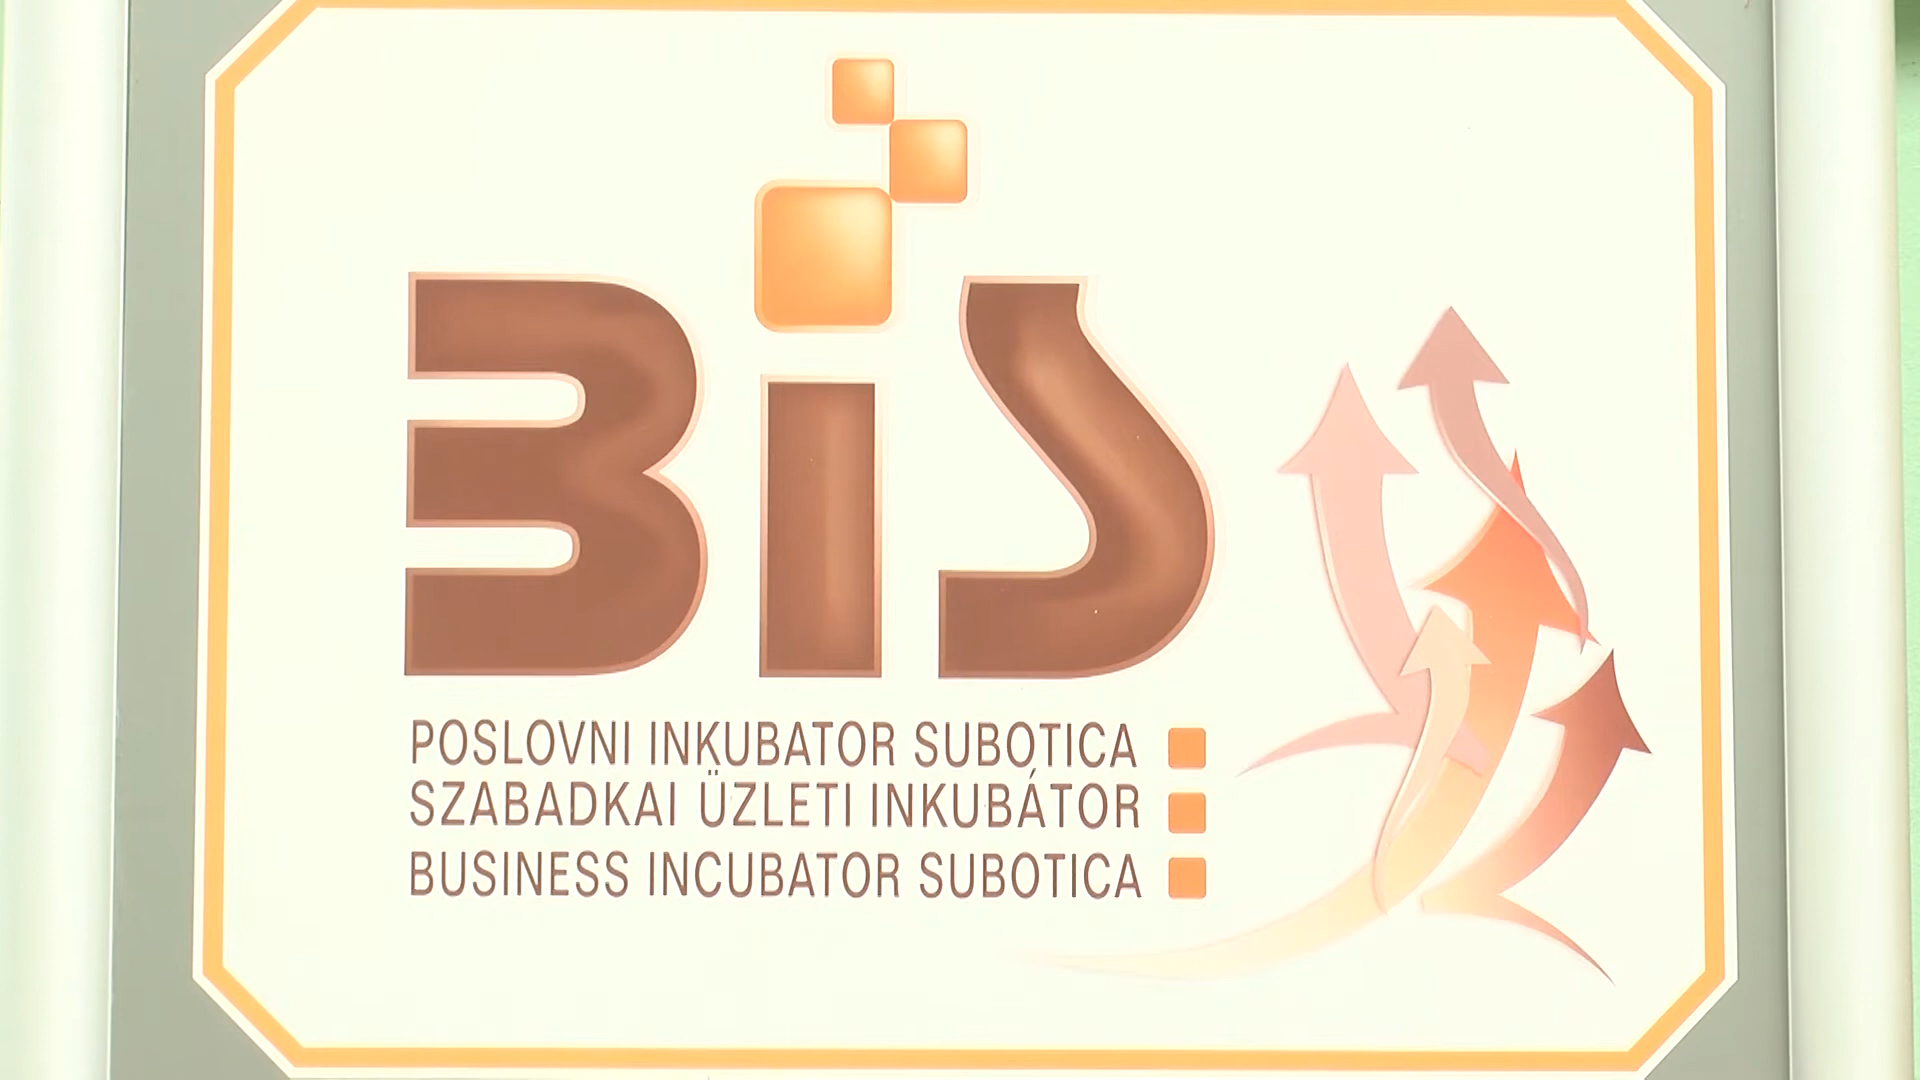 BiS
POSLOVNI INKUBATOR SUBOTICA
SZABADKAI ÜZLETI INKUBÁTOR
BUSINESS INCUBATOR SUBOTICA